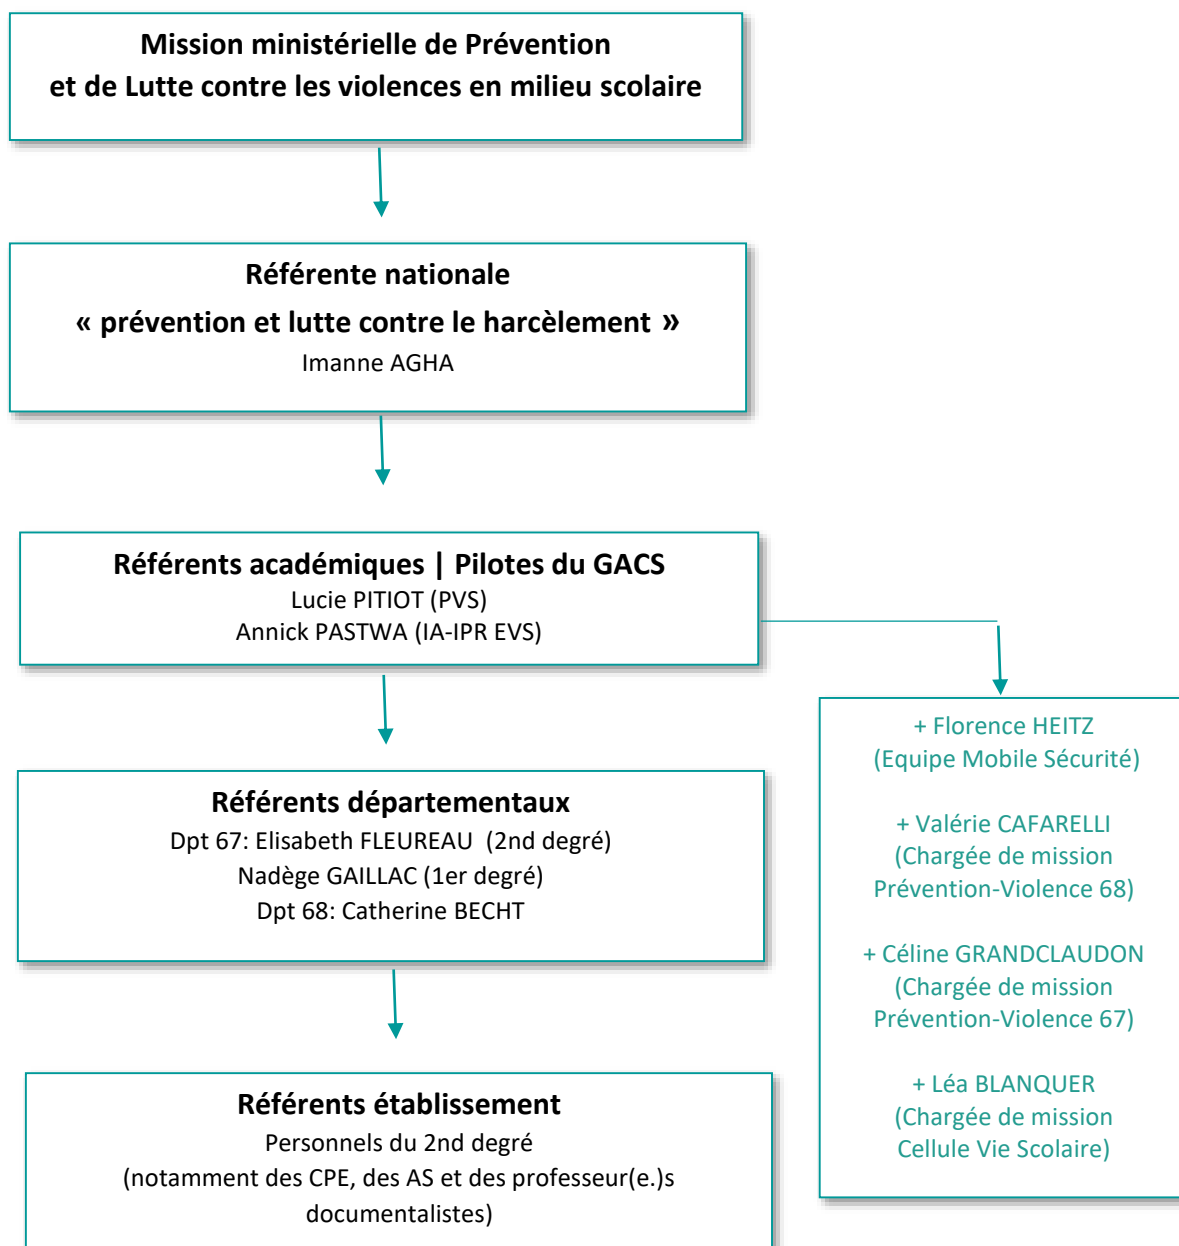 Mission ministérielle de Prévention
et de Lutte contre les violences en milieu scolaire
Référente nationale
« prévention et lutte contre le harcèlement »
Imanne AGHA
Référents académiques | Pilotes du GACS
Lucie PITIOT (PVS)
Annick PASTWA (IA-IPR EVS)
Référents départementaux
Dpt 67: Elisabeth FLEUREAU (2nd degré)
Nadège GAILLAC (1er degré)
Dpt 68: Catherine BECHT
Référents établissement
Personnels du 2nd degré
(notamment des CPE, des AS et des professeur(e.)s
documentalistes)
+ Florence HEITZ
(Equipe Mobile Sécurité)
+ Valérie CAFARELLI
(Chargée de mission
Prévention-Violence 68)
+ Céline GRANDCLAUDON
(Chargée de mission
Prévention-Violence 67)
+ Léa BLANQUER
(Chargée de mission
Cellule Vie Scolaire)